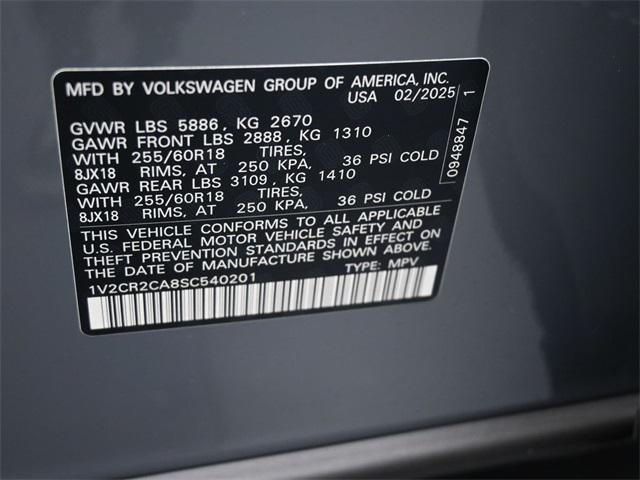 MFD BY VOLKSWAGEN GROUP OF AMERICA, INC.
USA 02/2025
GVWR LBS 5886, KG 2670
GAWR FRONT LBS 2888, KG 1310
WITH 255/60R18 TIRES,
8JX18 RIMS, AT 250 KPA, 36 PSI COLD
GAWR REAR LBS 3109, KG 1410
WITH 255/60R18 TIRES,
8JX18 RIMS, AT 250 KPA, 36 PSI COLD
THIS VEHICLE CONFORMS TO ALL APPLICABLE
U.S. FEDERAL MOTOR VEHICLE SAFETY AND
THEFT PREVENTION STANDARDS IN EFFECT ON
THE DATE OF MANUFACTURE SHOWN ABOVE.
1V2CR2CA8SC540201 TYPE: MPV
0948847 1